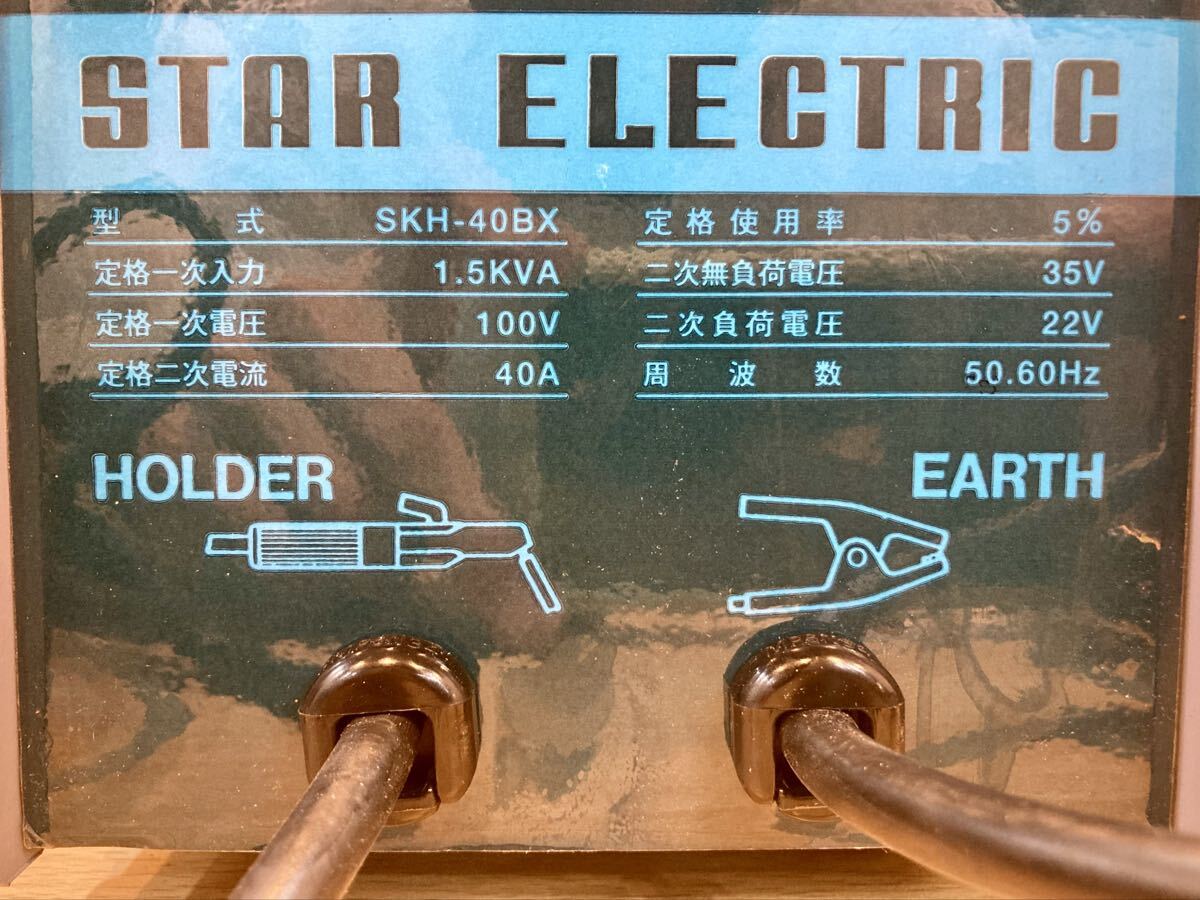 STAR ELECTRIC
型式 SKH-40BX
定格一次入力 1.5KVA
定格一次電圧 100V
定格二次電流 40A
定格使用率 5%
二次無負荷電圧 35V
二次負荷電圧 22V
周波数 50.60Hz
HOLDER
EARTH